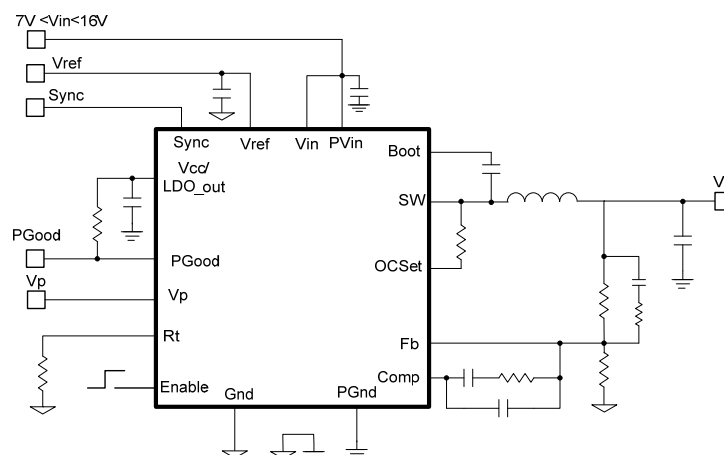 7V <Vin<16V
Vref
Sync
Sync
Vref
Vin
PVin
Boot
Vcc/
LDO_out
SW
PGood
PGood
OCSet
Vp
Vp
Rt
Fb
Comp
Enable
Gnd
PGnd